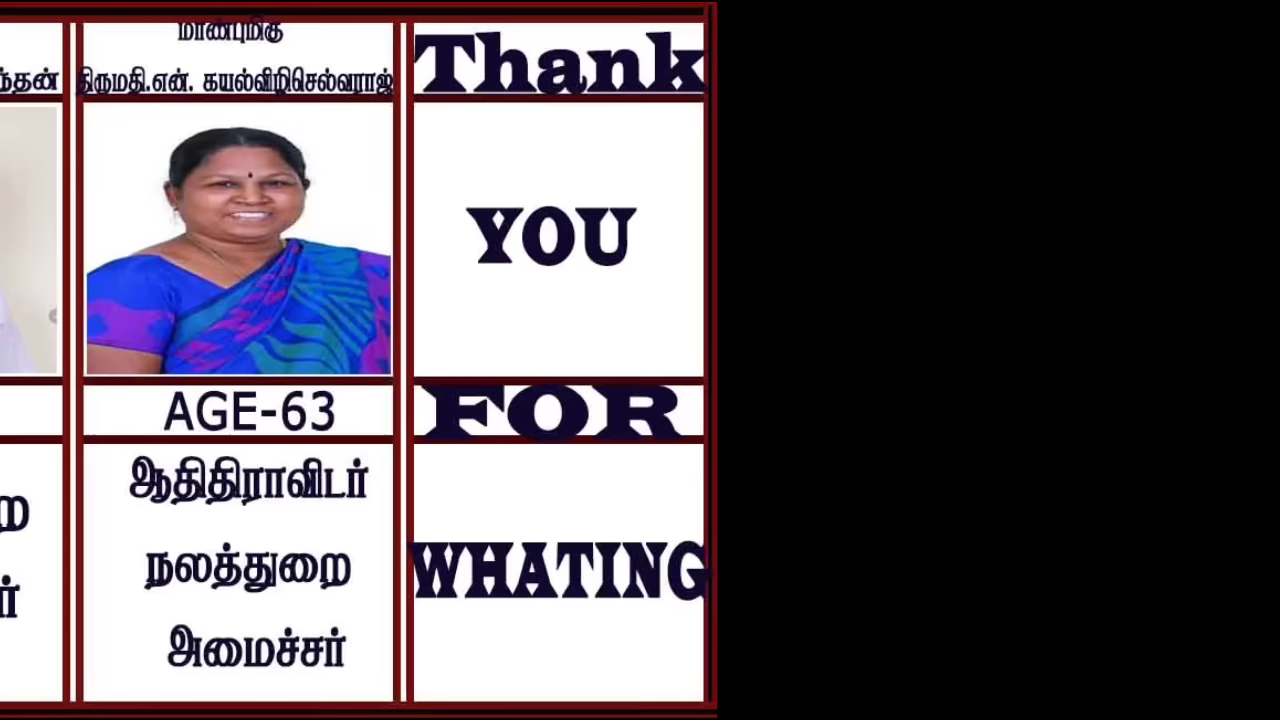 மாண்புமிகு
திருமதி.என். கயல்விழிசெல்வராஜ்
AGE-63
ஆதிதிராவிடர்
நலத்துறை
அமைச்சர்
Thank
YOU
FOR
WHATING